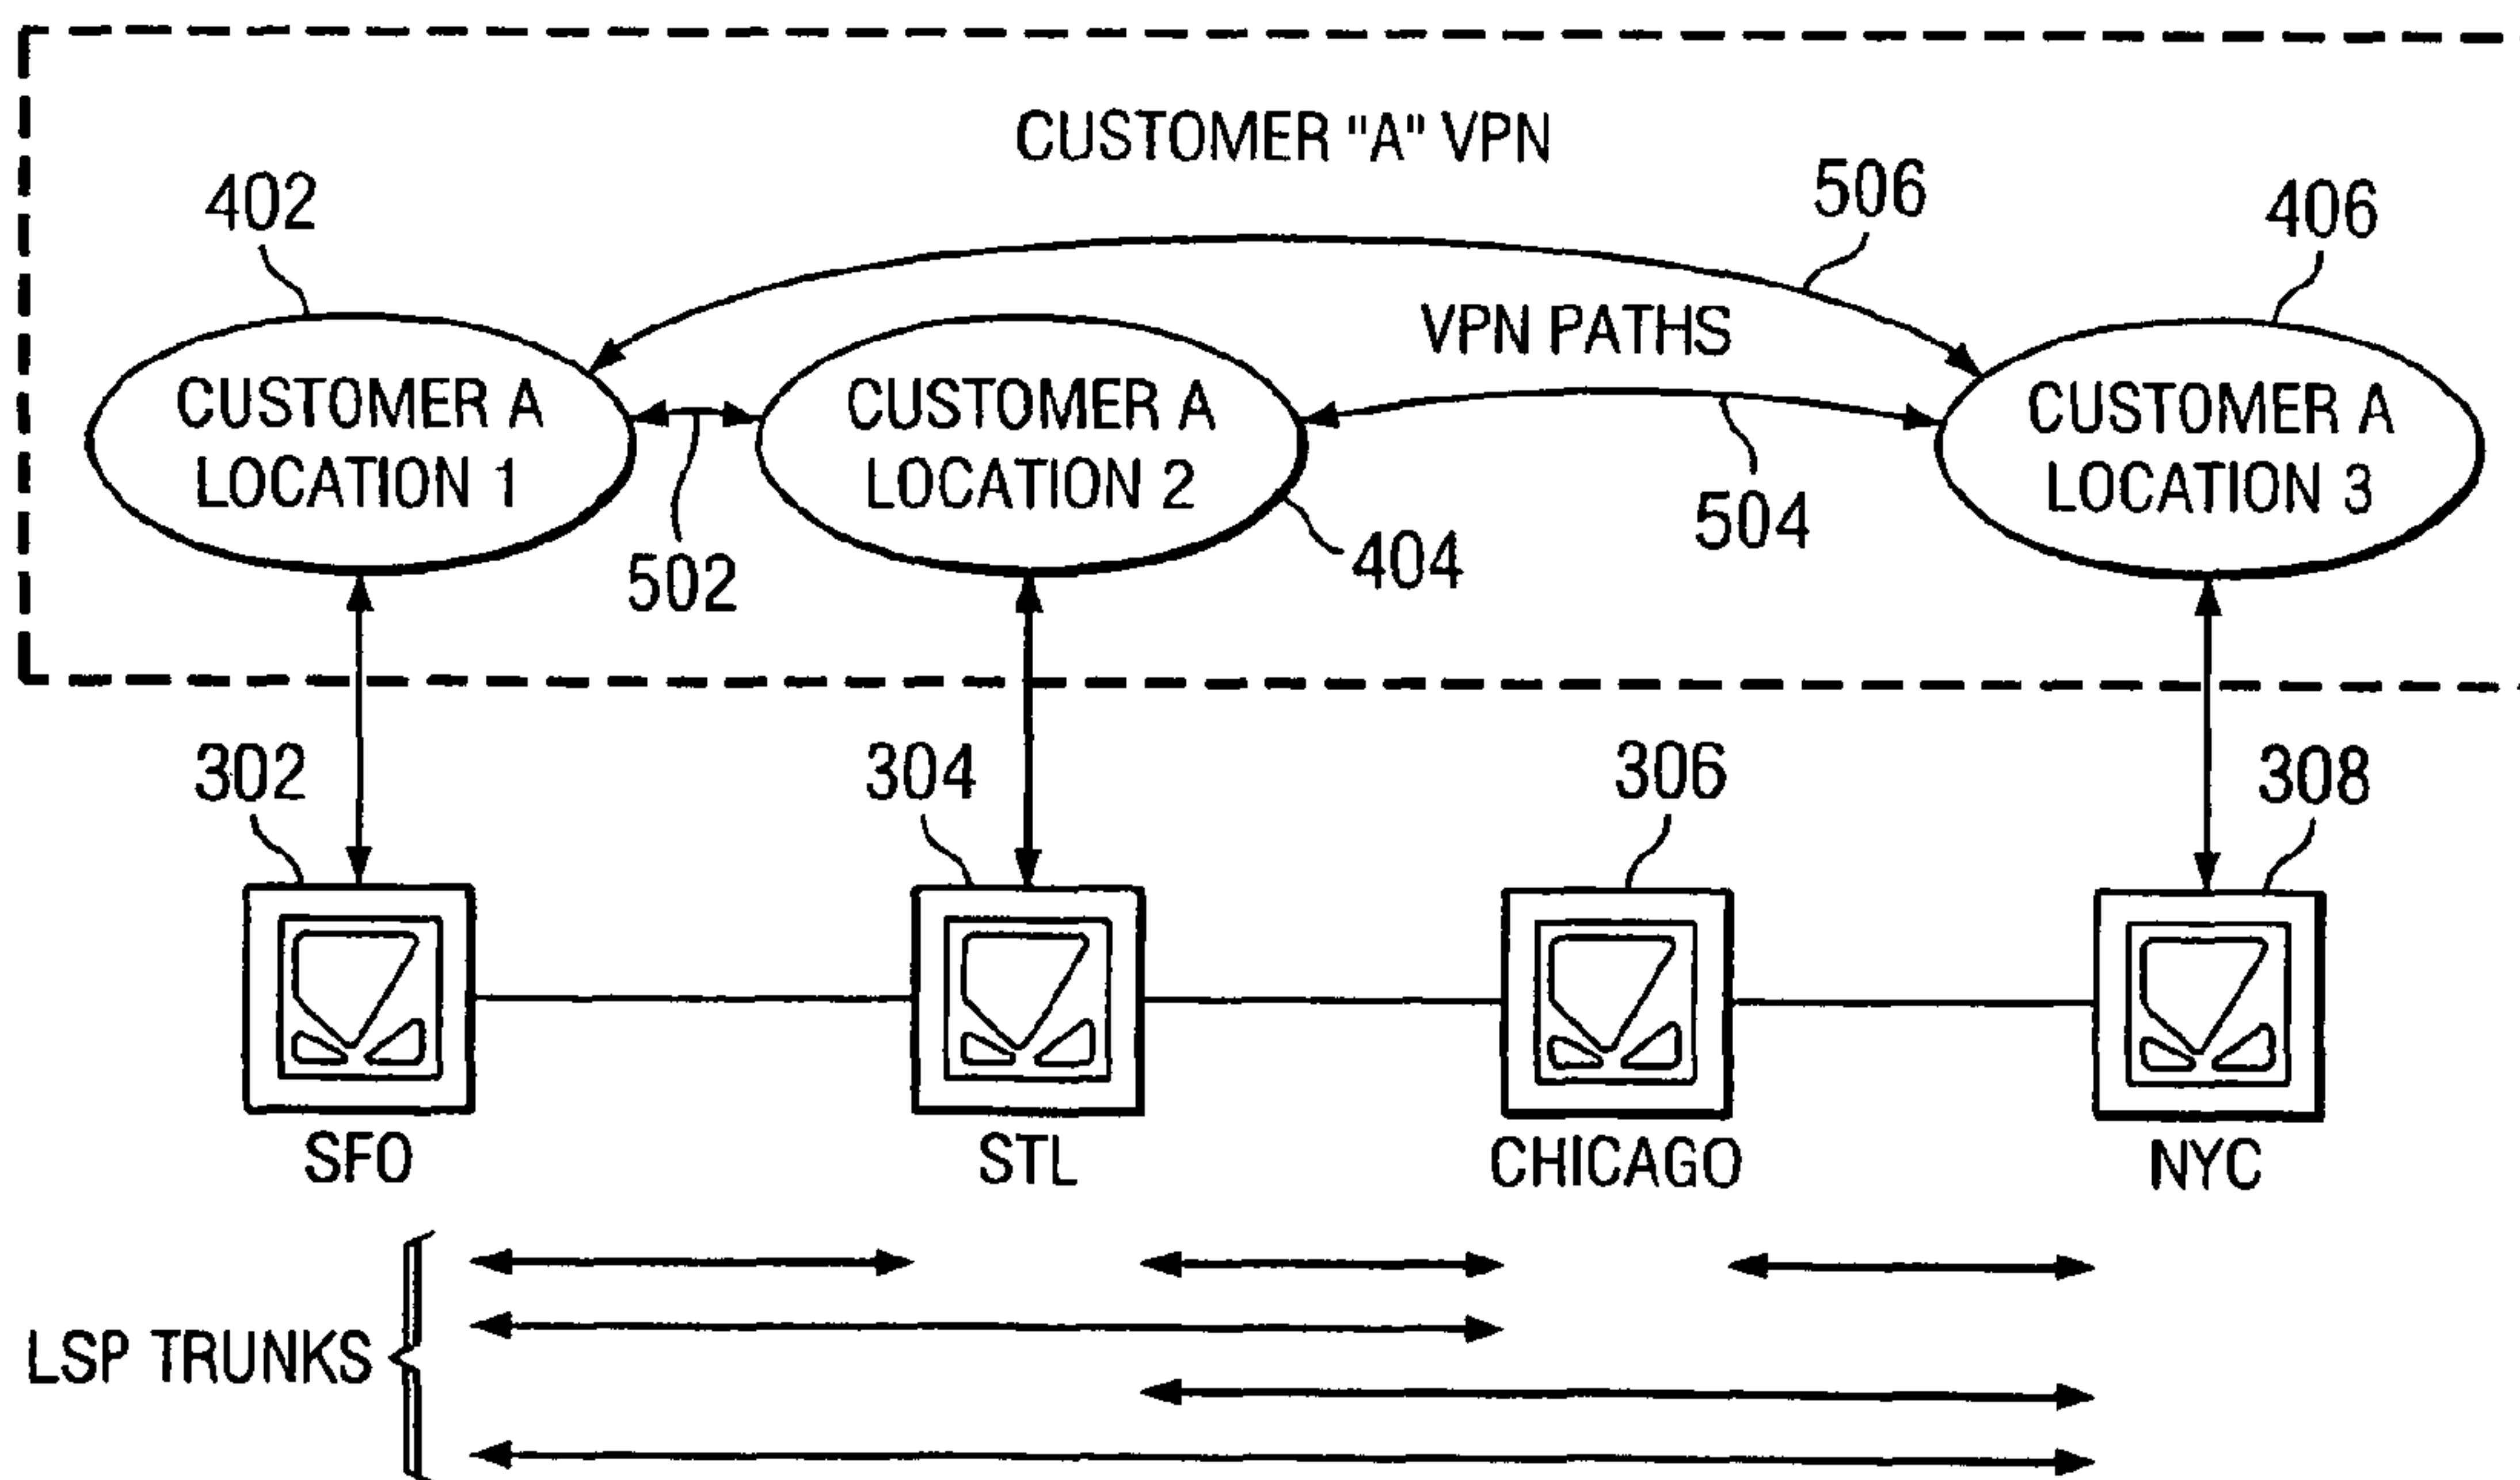 CUSTOMER "A" VPN
402
506
406
VPN PATHS
CUSTOMER A
LOCATION 1
CUSTOMER A
LOCATION 2
CUSTOMER A
LOCATION 3
502
404
504
302
304
306
308
SFO
STL
CHICAGO
NYC
LSP TRUNKS